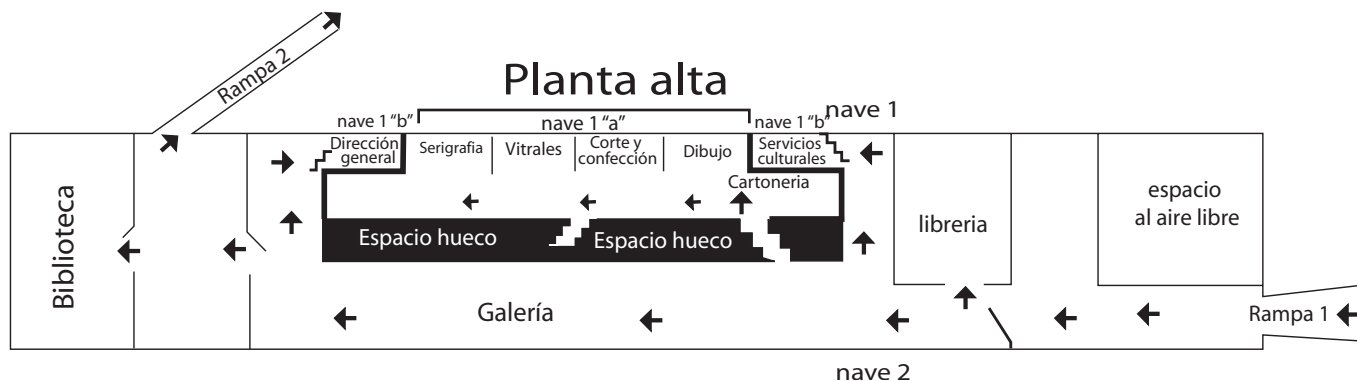 Rampa 2
Planta alta
nave 1 "b"
nave 1 "a"
nave 1 "b"
nave 1
Dirección
general
Serigrafia
Vitrales
Corte y
confección
Dibujo
Servicios
culturales
Cartoneria
Biblioteca
Espacio hueco
Espacio hueco
libreria
espacio
al aire libre
Galería
Rampa 1
nave 2